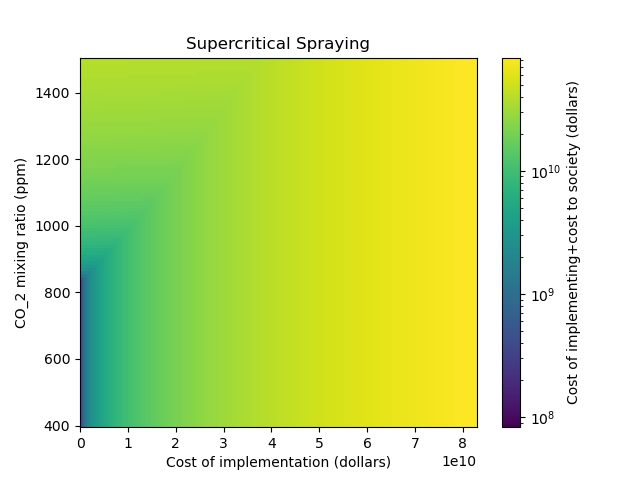 Supercritical Spraying
CO_2 mixing ratio (ppm)
1400
1200
1000
800
600
400
0 1 2 3 4 5 6 7 8
1e10
Cost of implementation (dollars)
10^10
10^9
10^8
Cost of implementing+cost to society (dollars)